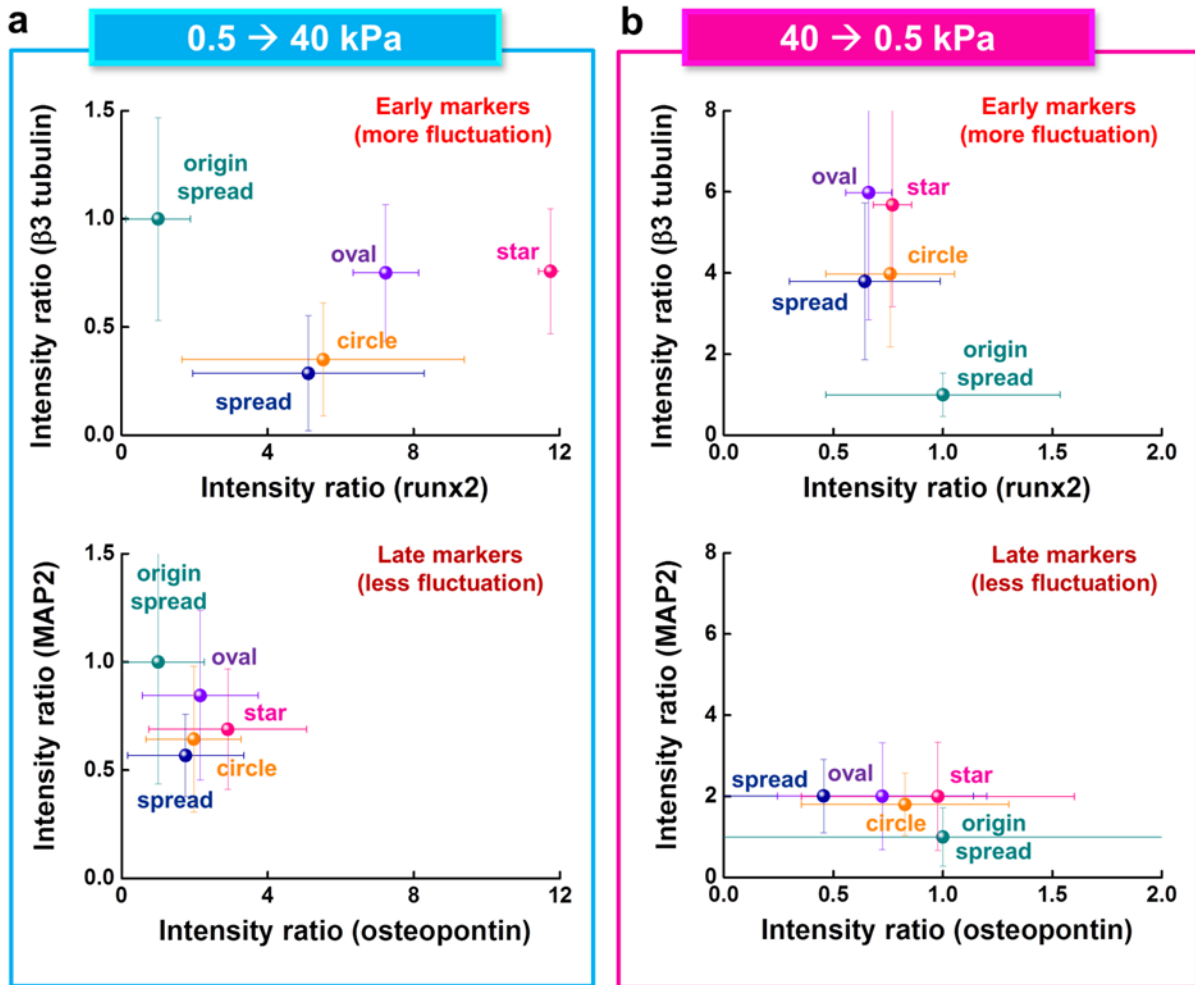 a
0.5 → 40 kPa
Intensity ratio (β3 tubulin)
1.5
1.0
0.5
0.0
Early markers
(more fluctuation)
origin
spread
oval
star
circle
spread
0
4
8
12
Intensity ratio (runx2)
Intensity ratio (MAP2)
1.5
1.0
0.5
0.0
Late markers
(less fluctuation)
origin
spread
oval
star
circle
spread
0
4
8
12
Intensity ratio (osteopontin)
b
40 → 0.5 kPa
Intensity ratio (β3 tubulin)
8
6
4
2
0
Early markers
(more fluctuation)
oval
star
circle
spread
origin
spread
0.0
0.5
1.0
1.5
2.0
Intensity ratio (runx2)
Intensity ratio (MAP2)
8
6
4
2
0
Late markers
(less fluctuation)
spread
oval
star
circle
origin
spread
0.0
0.5
1.0
1.5
2.0
Intensity ratio (osteopontin)